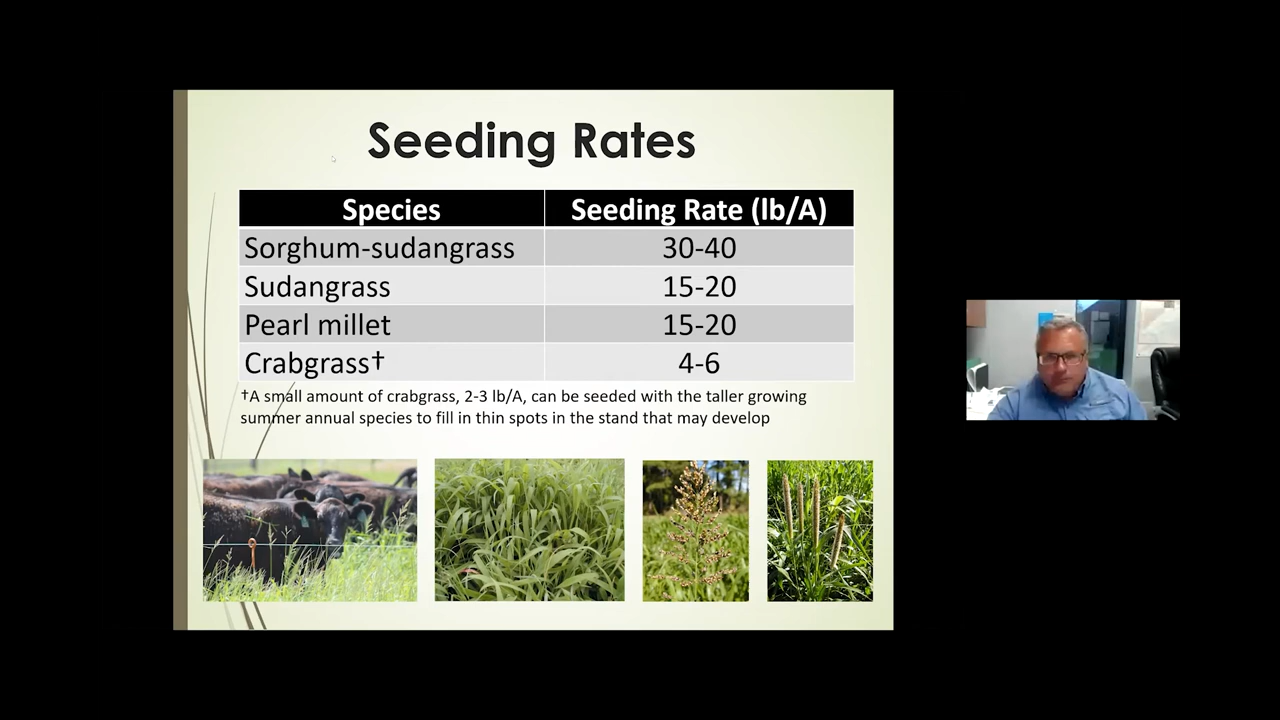 Seeding Rates
Species Seeding Rate (lb/A)
Sorghum-sudangrass 30-40
Sudangrass 15-20
Pearl millet 15-20
Crabgrass† 4-6
†A small amount of crabgrass, 2-3 lb/A, can be seeded with the taller growing
summer annual species to fill in thin spots in the stand that may develop